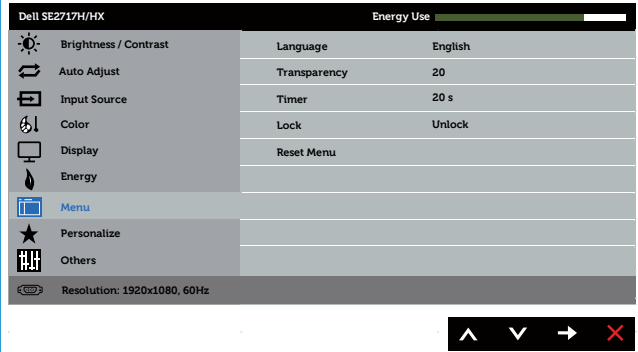 Dell SE2717H/HX Energy Use
Brightness / Contrast
Auto Adjust
Input Source
Color
Display
Energy
Menu
Personalize
Others
Language English
Transparency 20
Timer 20 s
Lock Unlock
Reset Menu
Resolution: 1920x1080, 60Hz